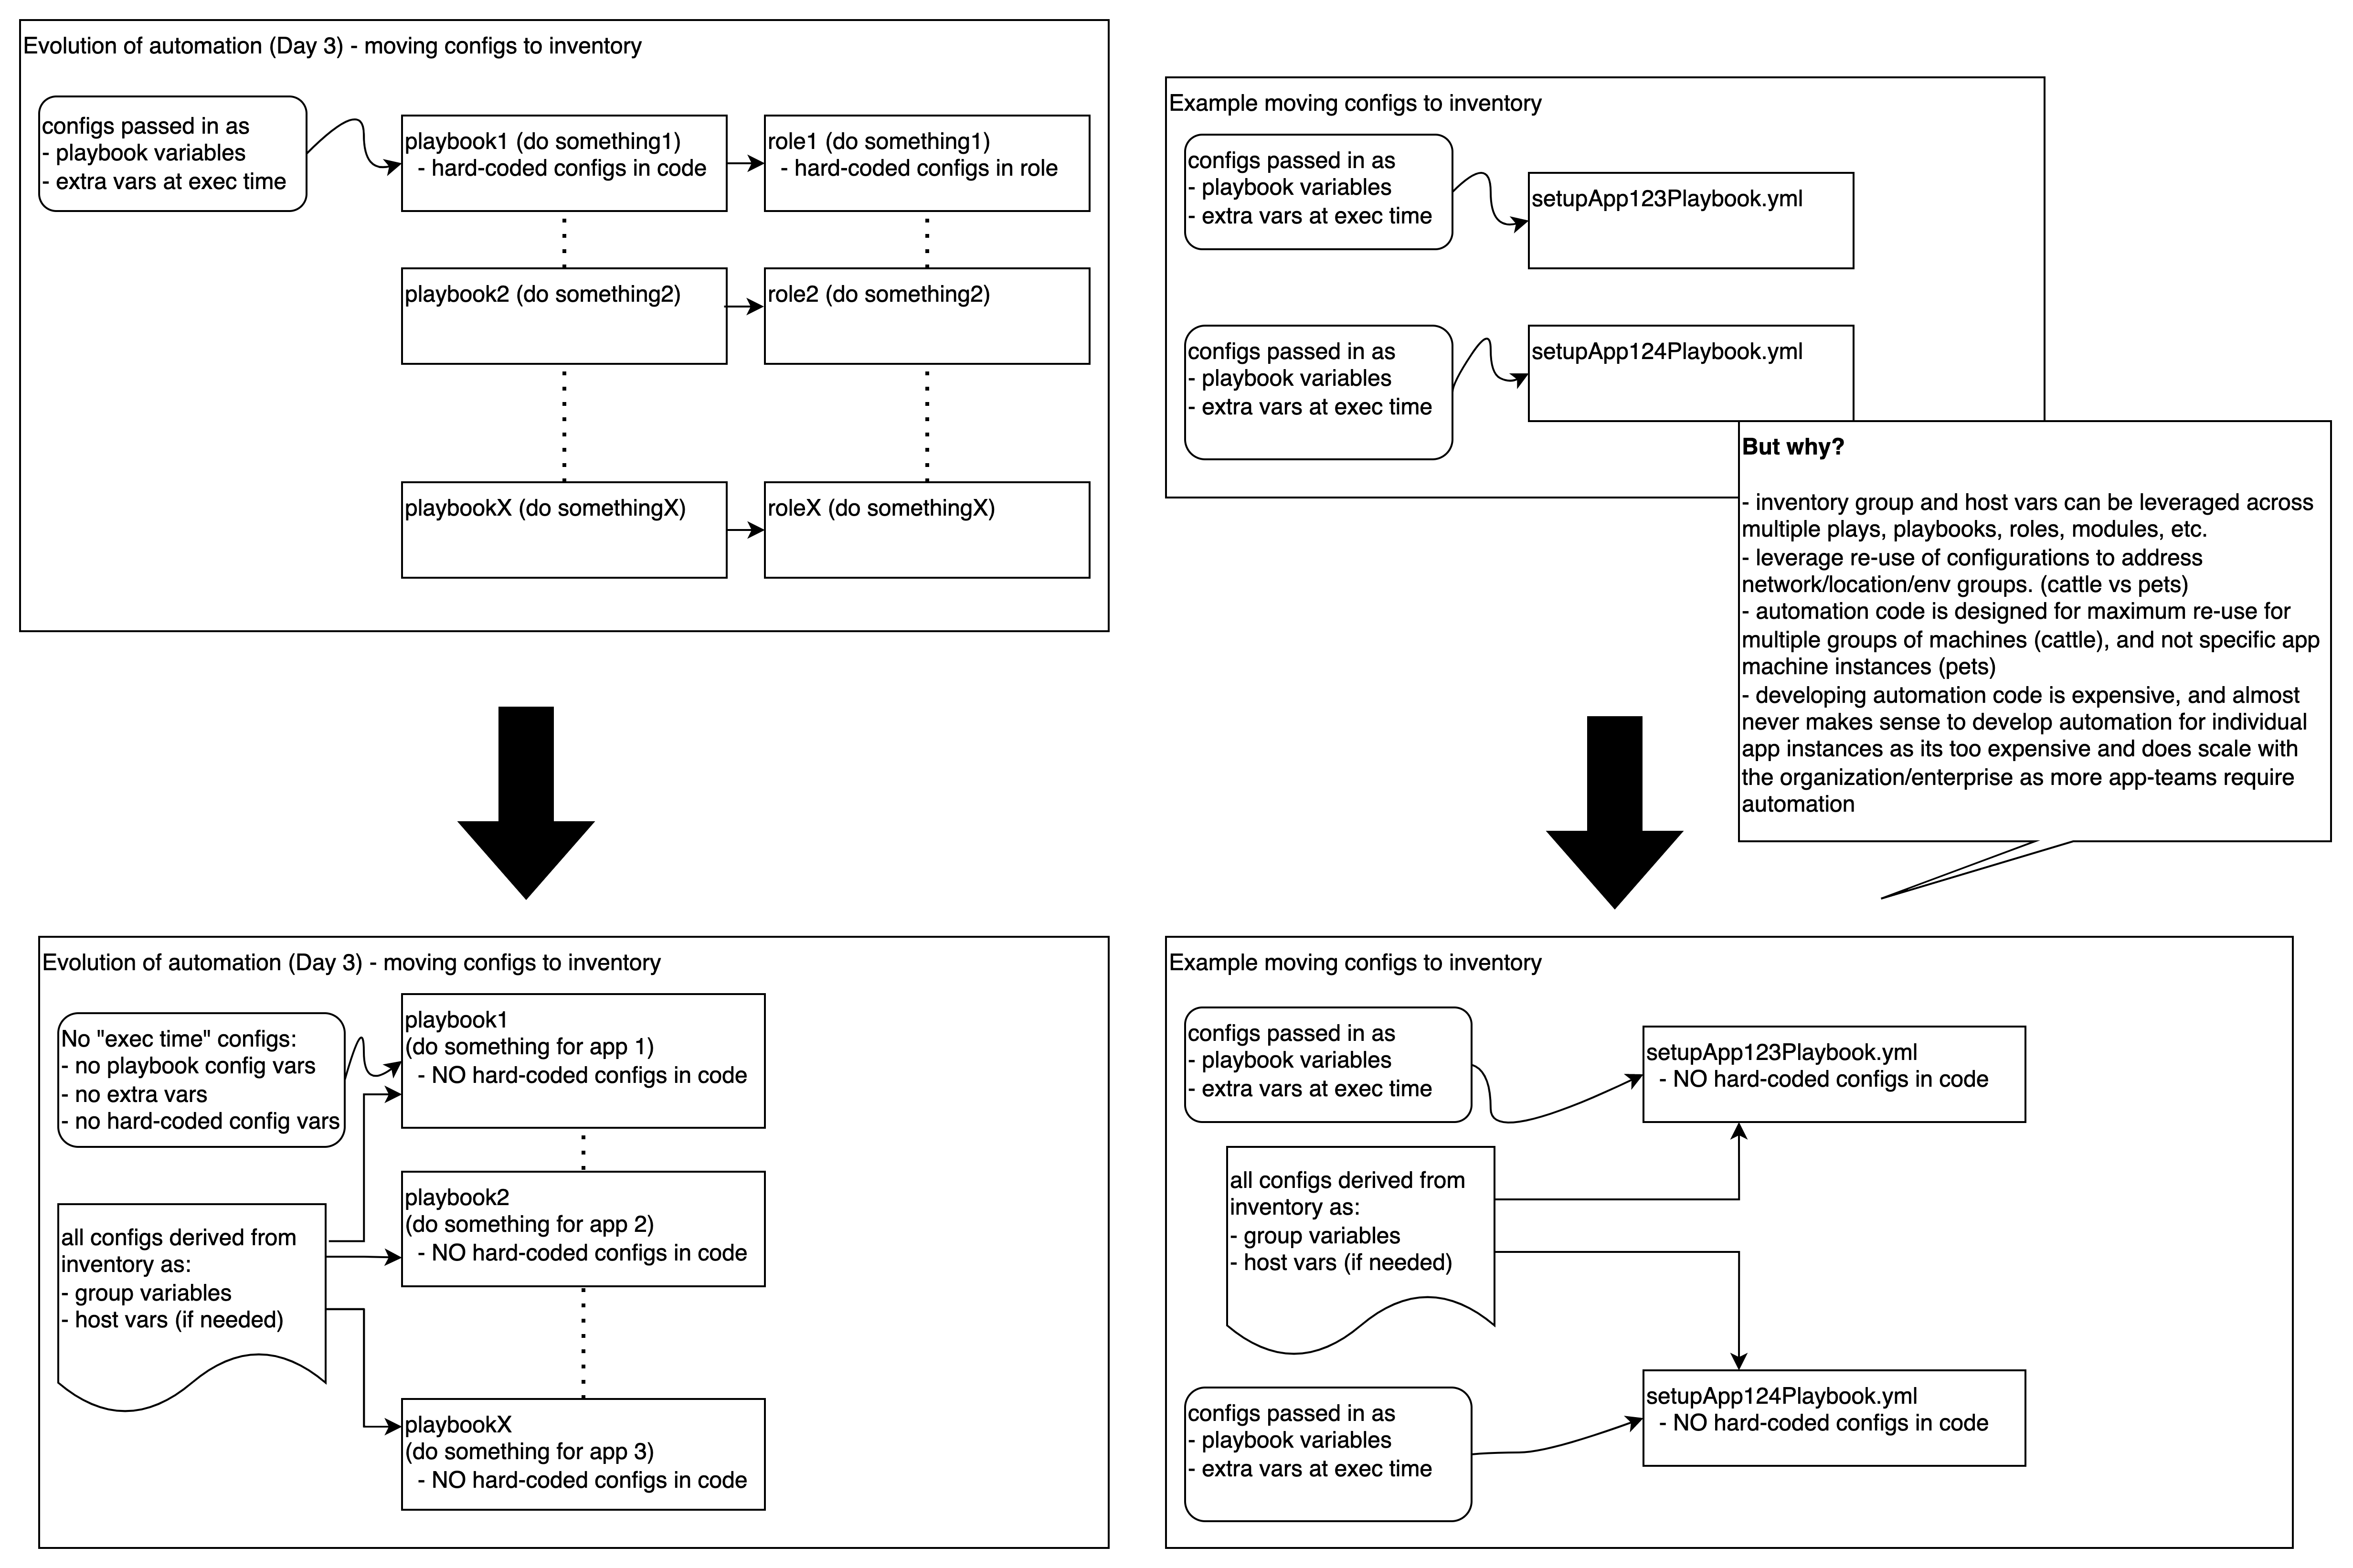 Evolution of automation (Day 3) - moving configs to inventory
configs passed in as
- playbook variables
- extra vars at exec time
playbook1 (do something1)
- hard-coded configs in code
role1 (do something1)
- hard-coded configs in role
playbook2 (do something2)
role2 (do something2)
playbookX (do somethingX)
roleX (do somethingX)
Example moving configs to inventory
configs passed in as
- playbook variables
- extra vars at exec time
setupApp123Playbook.yml
configs passed in as
- playbook variables
- extra vars at exec time
setupApp124Playbook.yml
But why?
- inventory group and host vars can be leveraged across
multiple plays, playbooks, roles, modules, etc.
- leverage re-use of configurations to address
network/location/env groups. (cattle vs pets)
- automation code is designed for maximum re-use for
multiple groups of machines (cattle), and not specific app
machine instances (pets)
- developing automation code is expensive, and almost
never makes sense to develop automation for individual
app instances as its too expensive and does scale with
the organization/enterprise as more app-teams require
automation
Evolution of automation (Day 3) - moving configs to inventory
No "exec time" configs:
- no playbook config vars
- no extra vars
- no hard-coded config vars
playbook1
(do something for app 1)
- NO hard-coded configs in code
all configs derived from
inventory as:
- group variables
- host vars (if needed)
playbook2
(do something for app 2)
- NO hard-coded configs in code
playbookX
(do something for app 3)
- NO hard-coded configs in code
Example moving configs to inventory
configs passed in as
- playbook variables
- extra vars at exec time
setupApp123Playbook.yml
- NO hard-coded configs in code
all configs derived from
inventory as:
- group variables
- host vars (if needed)
configs passed in as
- playbook variables
- extra vars at exec time
setupApp124Playbook.yml
- NO hard-coded configs in code